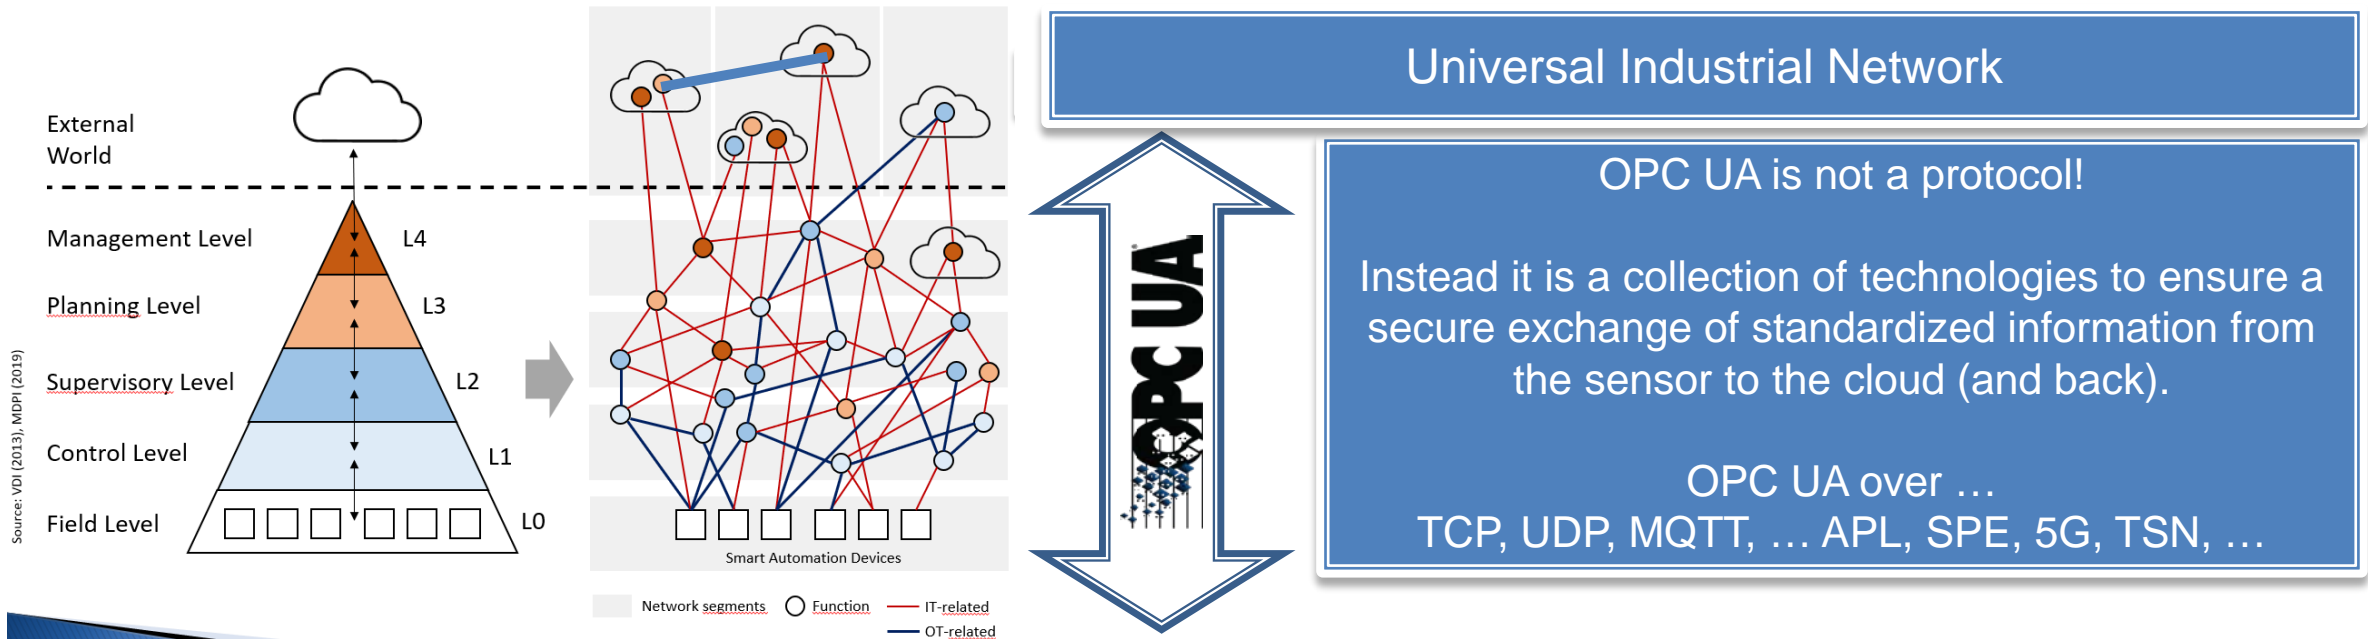 Source: VDI (2013), MDPI (2019)
External
World
Management Level
L4
Planning Level
L3
Supervisory Level
L2
Control Level
L1
Field Level
L0
Smart Automation Devices
Network segments
Function
IT-related
OT-related
Universal Industrial Network
OPC UA
OPC UA is not a protocol!
Instead it is a collection of technologies to ensure a
secure exchange of standardized information from
the sensor to the cloud (and back).
OPC UA over …
TCP, UDP, MQTT, … APL, SPE, 5G, TSN, …